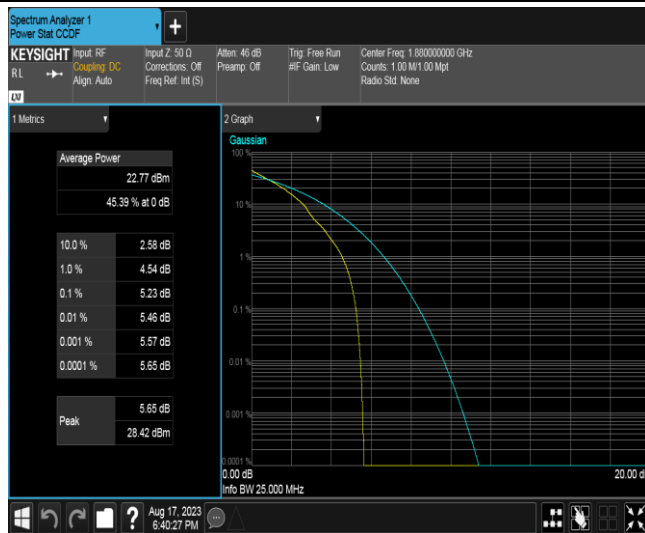 Spectrum Analyzer 1
Power Stat CCDF
+
KEYSIGHT
RL
Input: RF
Coupling: DC
Align: Auto
Input Z: 50 Ω
Corrections: Off
Freq Ref: Int (S)
Atten: 46 dB
Preamp: Off
Trig: Free Run
#IF Gain: Low
Center Freq: 1.880000000 GHz
Counts: 1.00 M/1.00 Mpt
Radio Std: None
1 Metrics
Average Power
22.77 dBm
45.39 % at 0 dB
10.0 % 2.58 dB
1.0 % 4.54 dB
0.1 % 5.23 dB
0.01 % 5.46 dB
0.001 % 5.57 dB
0.0001 % 5.65 dB
Peak
5.65 dB
28.42 dBm
2 Graph
Gaussian
100 %
10 %
1 %
0.1 %
0.01 %
0.001 %
0.0001 %
0.00 dB
20.00 d
Info BW 25.000 MHz
?
Aug 17, 2023
6:40:27 PM